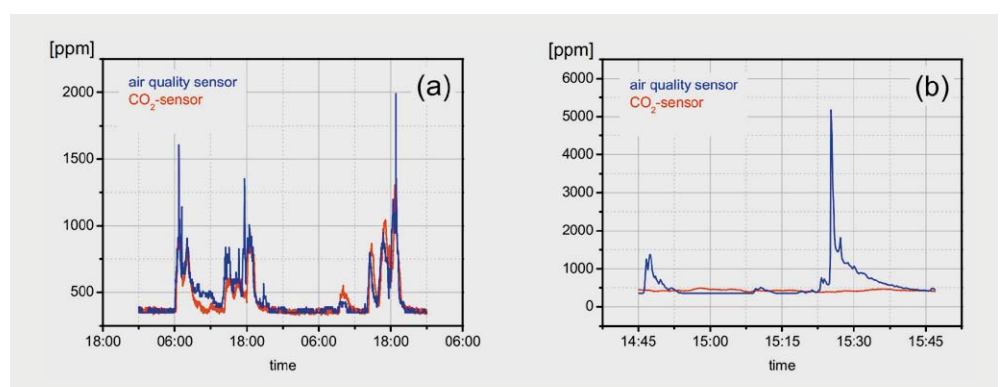 [ppm]
(a)
air quality sensor
CO₂-sensor
2000
1500
1000
500
18:00 06:00 18:00 06:00 18:00 06:00
time
[ppm]
(b)
air quality sensor
CO₂-sensor
6000
5000
4000
3000
2000
1000
0
14:45 15:00 15:15 15:30 15:45
time